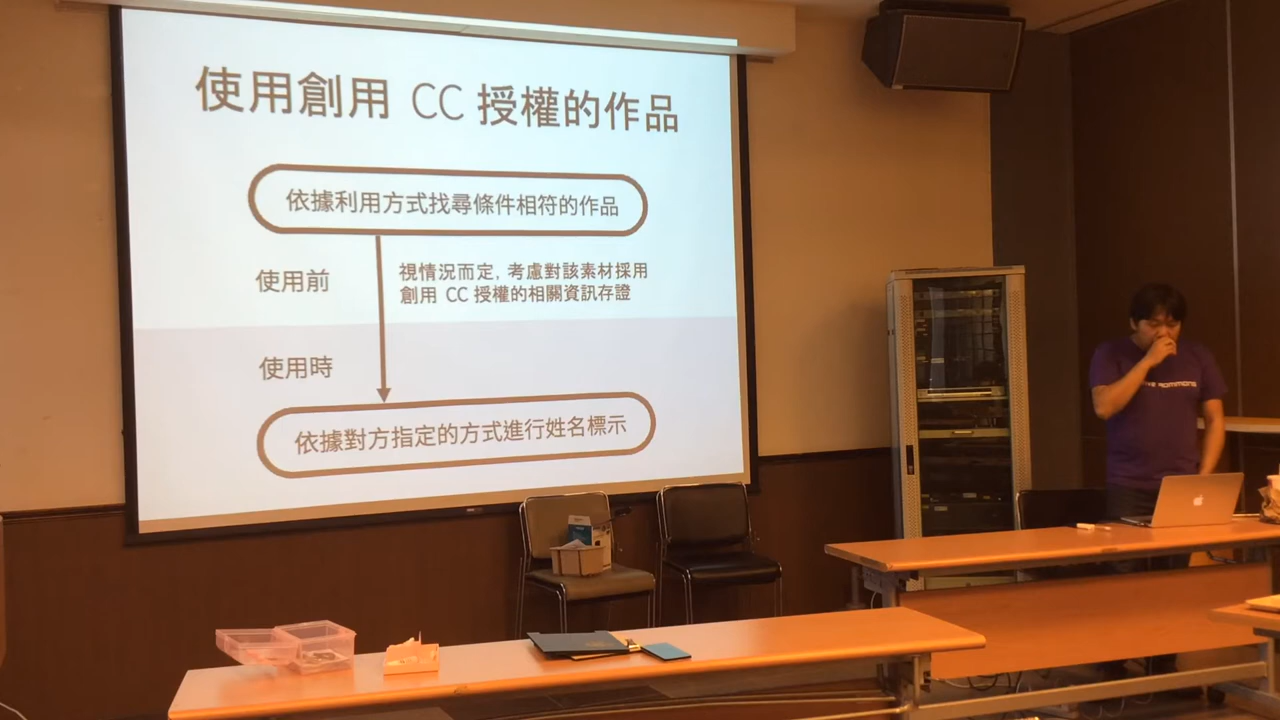 使用創用 CC 授權的作品
依據利用方式找尋條件相符的作品
使用前
視情況而定, 考慮對該素材採用
創用 CC 授權的相關資訊存證
使用時
依據對方指定的方式進行姓名標示